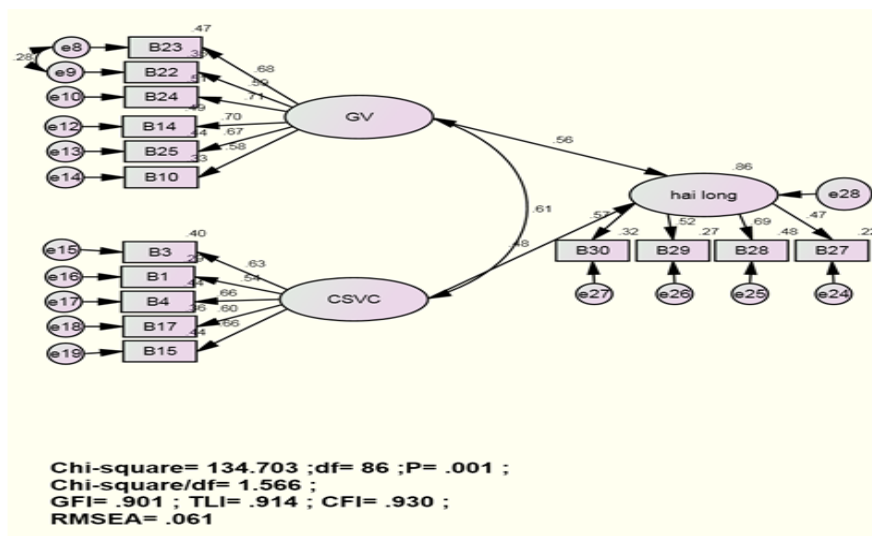 .47
e8 B23
.28 .35 .68
e9 B22
.51 .59
e10 B24 .71
.49 GV
e12 B14 .70
.44 .67
e13 B25
.33 .58
e14 B10
.56
.86
hai long e28
.61
.57 .52 .69 .47
.32 .27 .48 .22
B30 B29 B28 B27
e27 e26 e25 e24
.40
e15 B3 .63
.29 .54 .48
e16 B1
.44 .66
e17 B4 CSVC
.36 .60
e18 B17
.44 .66
e19 B15
Chi-square= 134.703 ;df= 86 ;P= .001 ;
Chi-square/df= 1.566 ;
GFI= .901 ; TLI= .914 ; CFI= .930 ;
RMSEA= .061